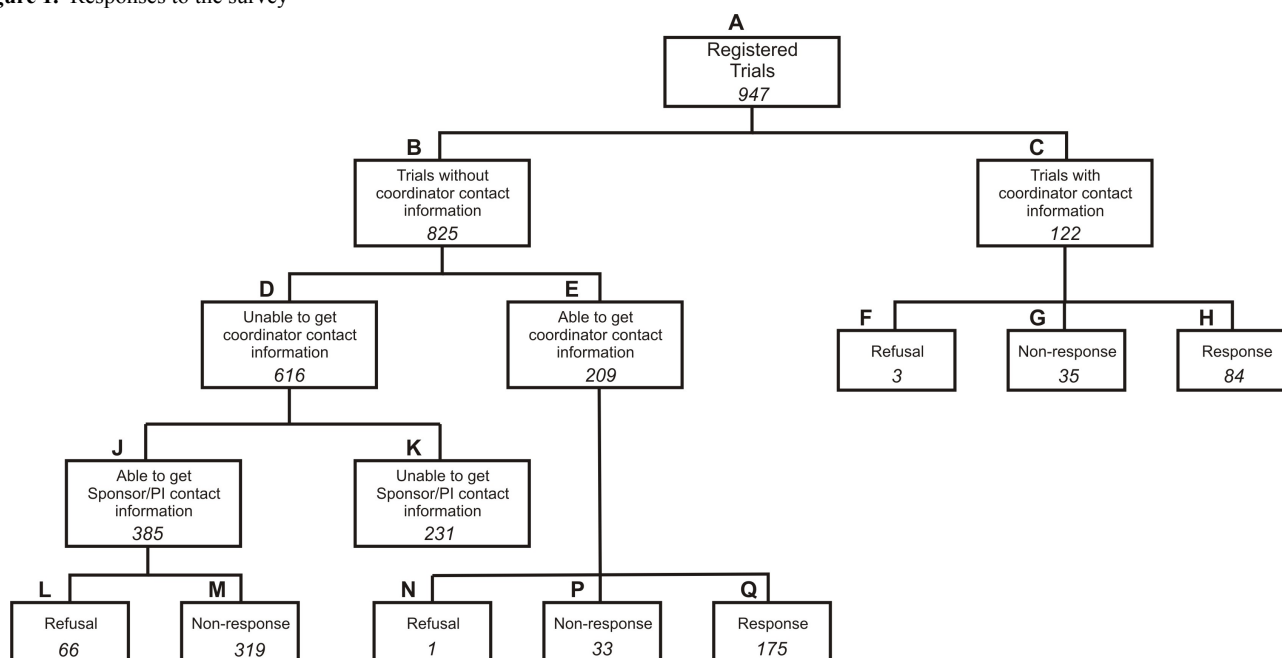 gure 1. Responses to the survey
A
Registered
Trials
947
B
Trials without
coordinator contact
information
825
C
Trials with
coordinator contact
information
122
D
Unable to get
coordinator contact
information
616
E
Able to get
coordinator contact
information
209
F
Refusal
3
G
Non-response
35
H
Response
84
J
Able to get
Sponsor/PI contact
information
385
K
Unable to get
Sponsor/PI contact
information
231
L
Refusal
66
M
Non-response
319
N
Refusal
1
P
Non-response
33
Q
Response
175